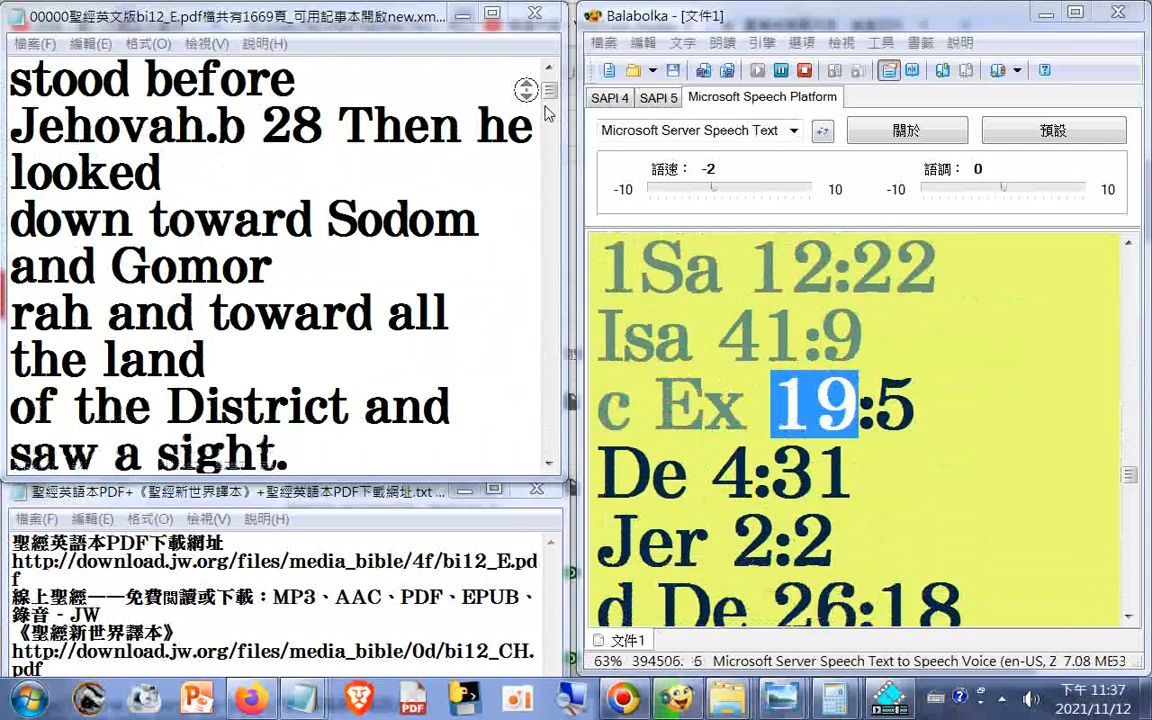 00000聖經英文版bi12_E.pdf檔共有1669頁_可用記事本開啟new.xm...
檔案(F) 編輯(E) 格式(O) 檢視(V) 說明(H)
stood before
Jehovah.b 28 Then he
looked
down toward Sodom
and Gomor
rah and toward all
the land
of the District and
saw a sight.
聖經英語本PDF+《聖經新世界譯本》+聖經英語本PDF下載網址.txt ...
檔案(F) 編輯(E) 格式(O) 檢視(V) 說明(H)
聖經英語本PDF下載網址
http://download.jw.org/files/media_bible/4f/bi12_E.pd
f
線上聖經——免費閱讀或下載：MP3、AAC、PDF、EPUB、
錄音 - JW
《聖經新世界譯本》
http://download.jw.org/files/media_bible/0d/bi12_CH.
pdf
Balabolka - [文件1]
檔案 編輯 文字 朗讀 引擎 選項 檢視 工具 書籤 說明
SAPI 4 SAPI 5 Microsoft Speech Platform
Microsoft Server Speech Text 關於 預設
語速： -2 語調： 0
-10 10 -10 10
1Sa 12:22
Isa 41:9
c Ex 19:5
De 4:31
Jer 2:2
d De 26:18
文件1
63% 394506: 6 Microsoft Server Speech Text to Speech Voice (en-US, Z 7.08 MB53
PDF
下午 11:37
2021/11/12